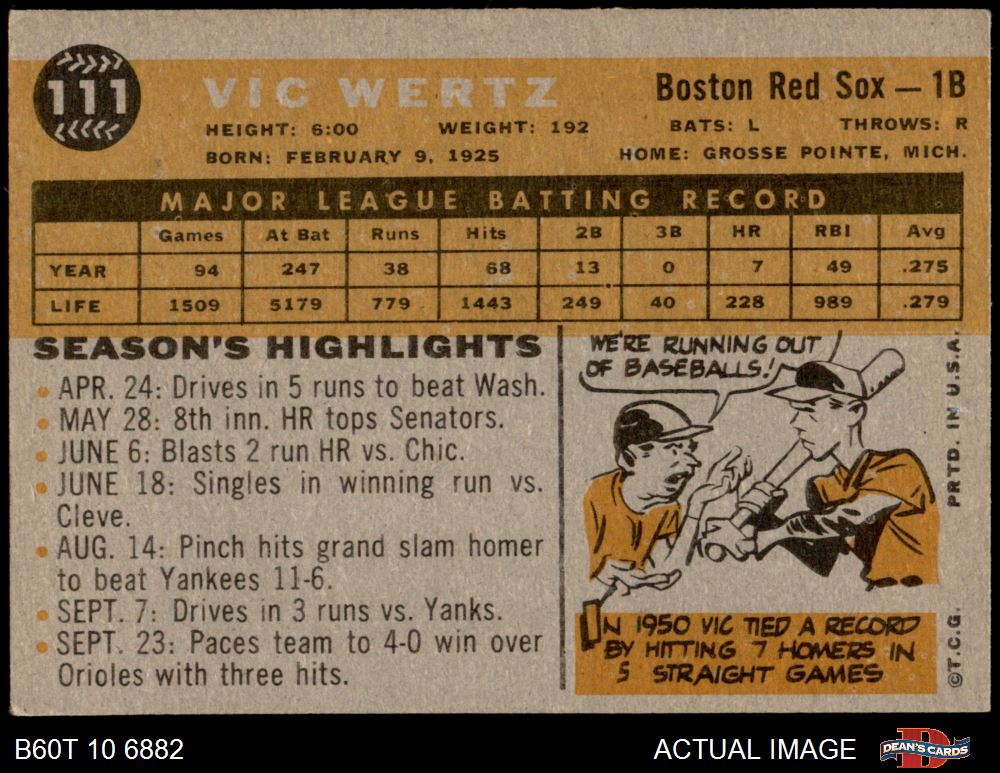 111
VIC WERTZ
Boston Red Sox — 1B
HEIGHT: 6:00 WEIGHT: 192 BATS: L THROWS: R
BORN: FEBRUARY 9, 1925 HOME: GROSSE POINTE, MICH.
MAJOR LEAGUE BATTING RECORD
Games At Bat Runs Hits 2B 3B HR RBI Avg
YEAR 94 247 38 68 13 0 7 49 .275
LIFE 1509 5179 779 1443 249 40 228 989 .279
SEASON'S HIGHLIGHTS
• APR. 24: Drives in 5 runs to beat Wash.
• MAY 28: 8th inn. HR tops Senators.
• JUNE 6: Blasts 2 run HR vs. Chic.
• JUNE 18: Singles in winning run vs.
Cleve.
• AUG. 14: Pinch hits grand slam homer
to beat Yankees 11-6.
• SEPT. 7: Drives in 3 runs vs. Yanks.
• SEPT. 23: Paces team to 4-0 win over
Orioles with three hits.
WE'RE RUNNING OUT
OF BASEBALLS!
IN 1950 VIC TIED A RECORD
BY HITTING 7 HOMERS IN
5 STRAIGHT GAMES
©T.C.G. PRTD. IN U.S.A.
B60T 10 6882
ACTUAL IMAGE
DEAN'S CARDS